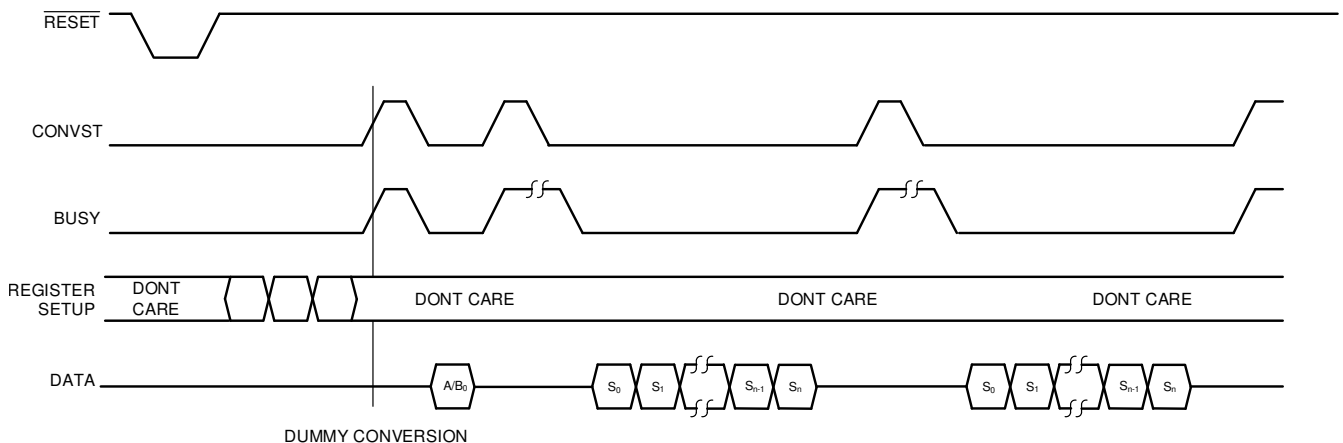 RESET
CONVST
BUSY
REGISTER
SETUP
DONT
CARE
DONT CARE
DONT CARE
DONT CARE
DATA
A/B0
S0
S1
Sn-1
Sn
S0
S1
Sn-1
Sn
DUMMY CONVERSION